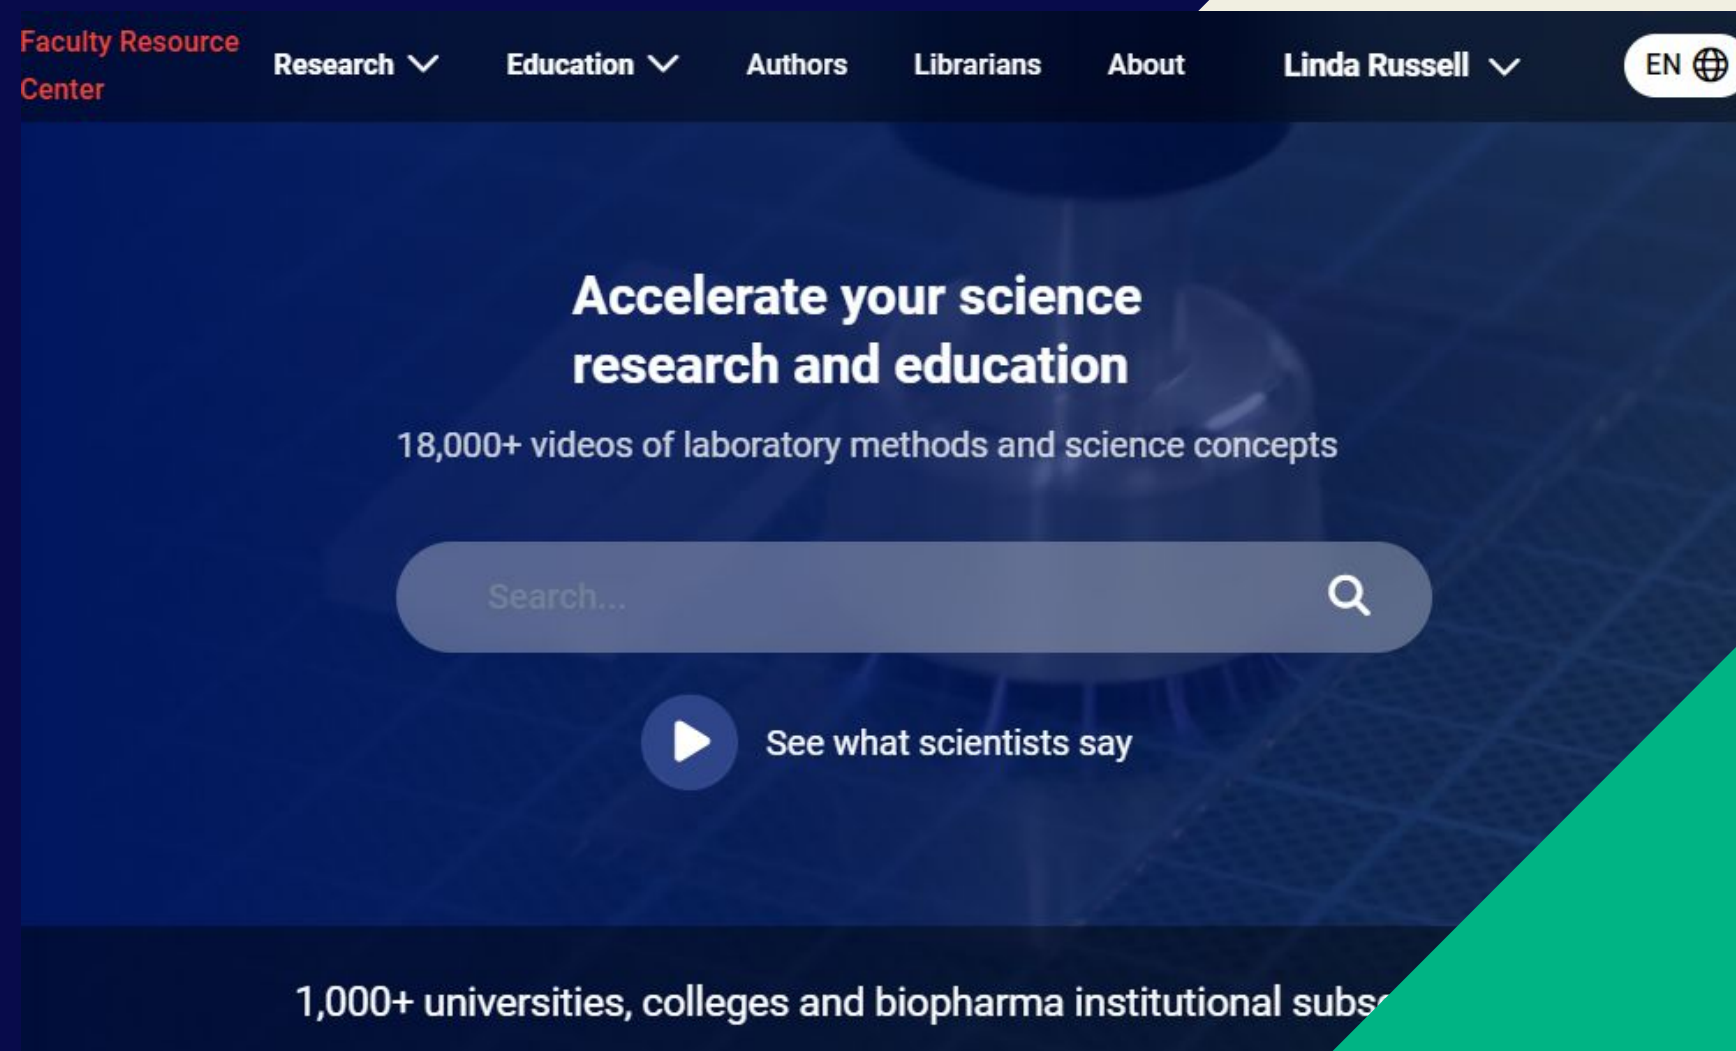 Faculty Resource
Center
Research
Education
Authors
Librarians
About
Linda Russell
EN
Accelerate your science
research and education
18,000+ videos of laboratory methods and science concepts
Search...
See what scientists say
1,000+ universities, colleges and biopharma institutional